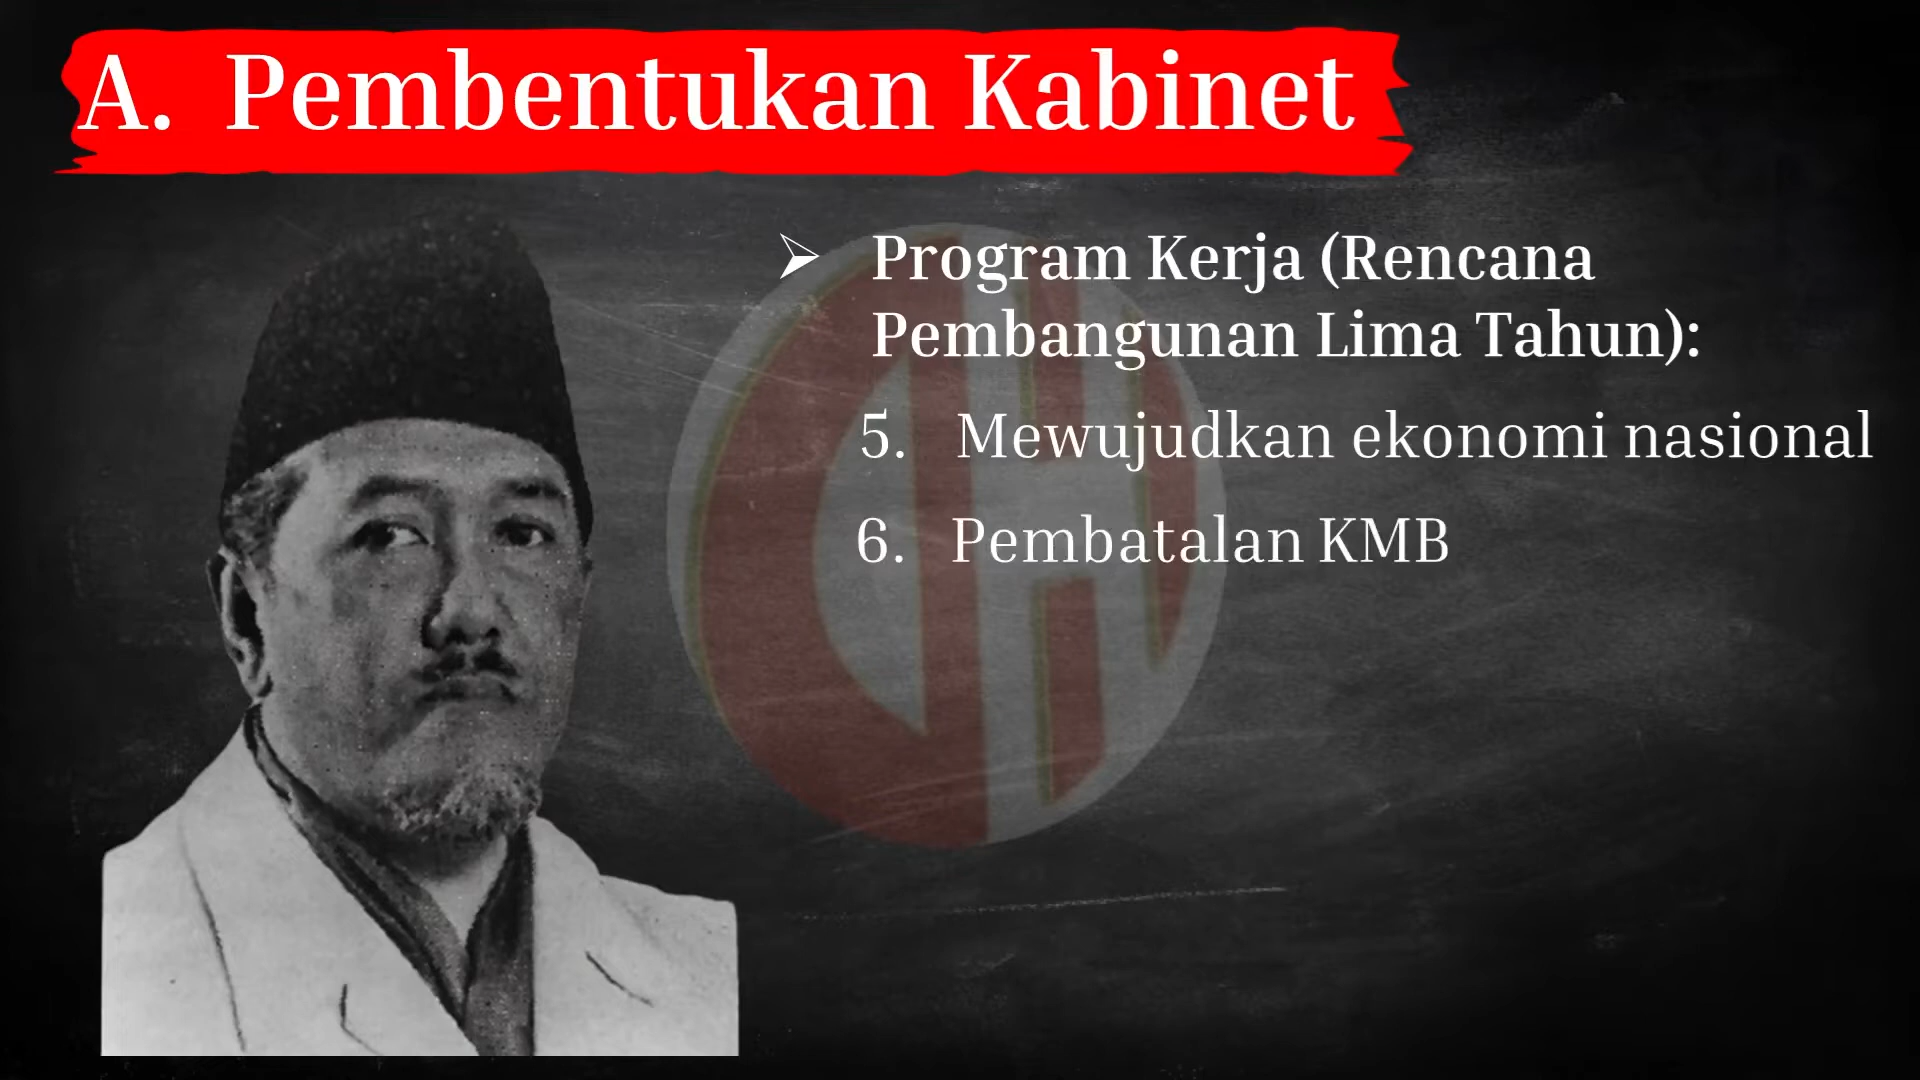 A. Pembentukan Kabinet
Program Kerja (Rencana
Pembangunan Lima Tahun):
5. Mewujudkan ekonomi nasional
6. Pembatalan KMB